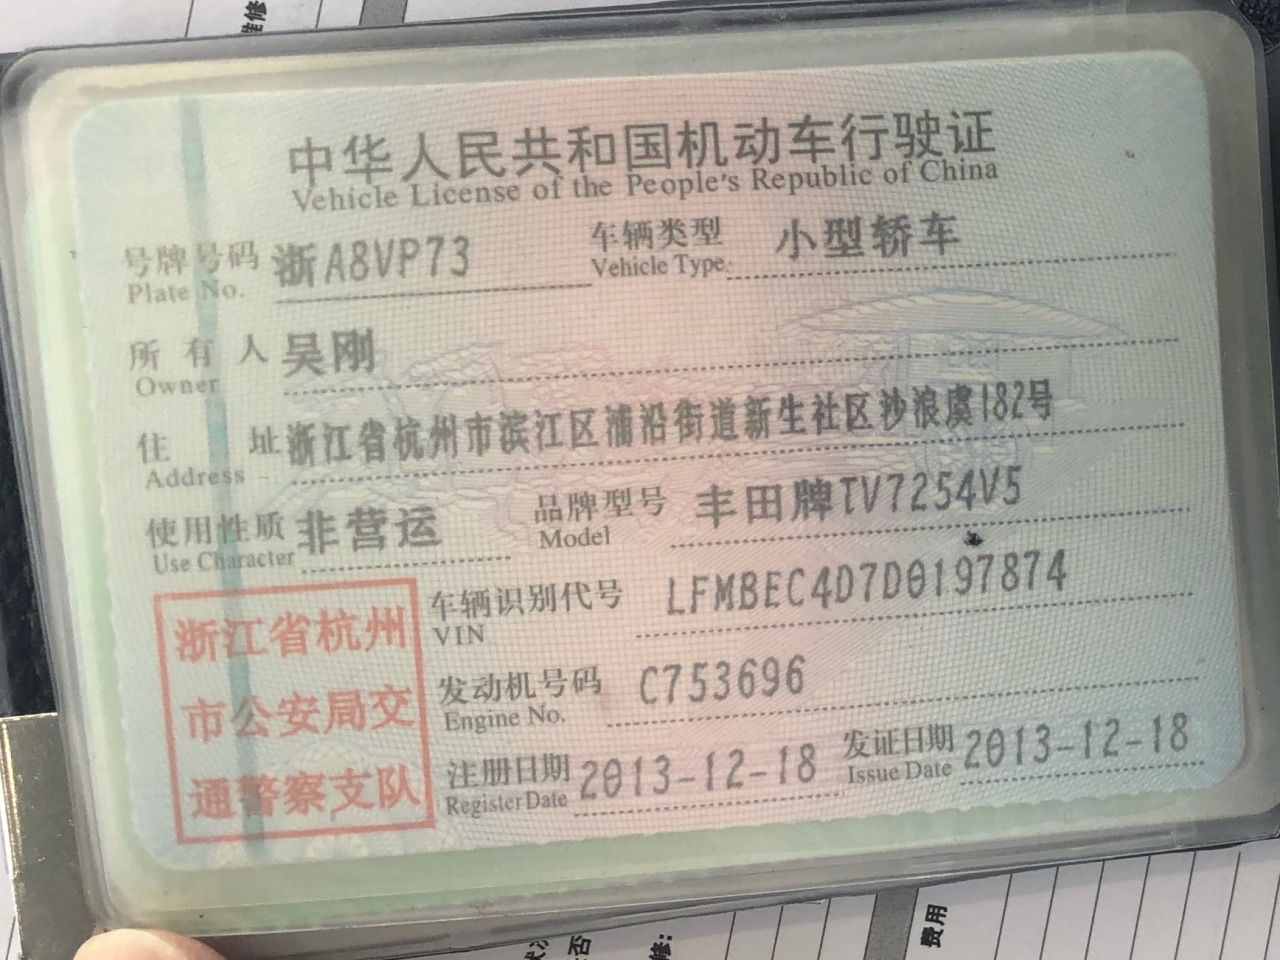 维修
中华人民共和国机动车行驶证
Vehicle License of the People's Republic of China
号牌号码 浙A8VP73 车辆类型 小型轿车
Plate No. Vehicle Type
所有人 吴刚
Owner
住址 浙江省杭州市滨江区浦沿街道新生社区沙浪虞182号
Address
使用性质 非营运 品牌型号 丰田牌TV7254V5
Use Character Model
浙江省杭州
市公安局交
通警察支队
车辆识别代号 LFMBEC4D7D0197874
VIN
发动机号码 C753696
Engine No.
注册日期 2013-12-18 发证日期 2013-12-18
Register Date Issue Date
否
修:
费用